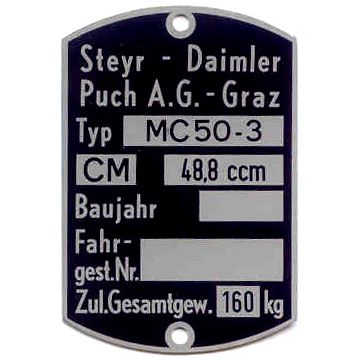 Steyr - Daimler
Puch A.G.- Graz
Typ MC50-3
CM 48,8 ccm
Baujahr
Fahr-
gest.Nr.
Zul.Gesamtgew. 160 kg